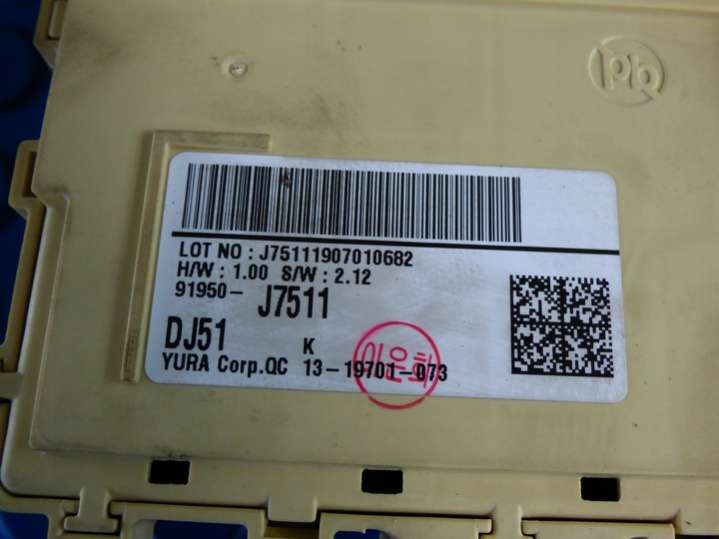 Pb
LOT NO : J75111907010682
H/W : 1.00 S/W : 2.12
91950- J7511
DJ51 K
YURA Corp.QC 13-19701-073